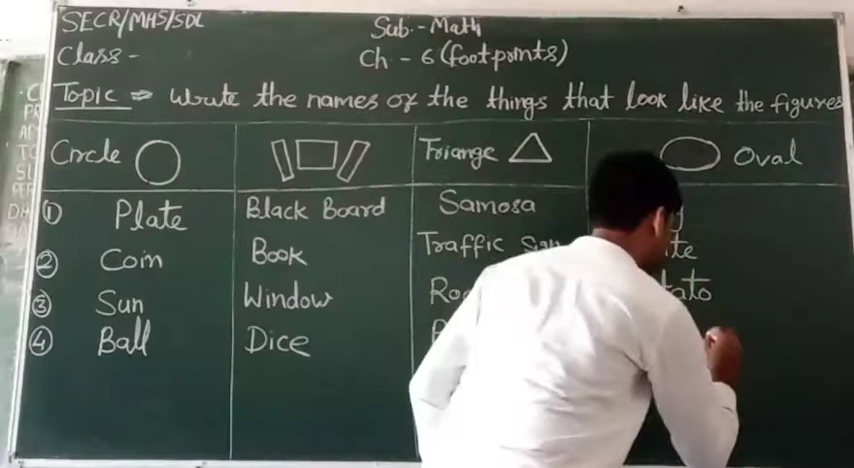 SECR/MHS/SDL
Sub.- Math
Class -
Ch - 6 (footprints)
Topic ⇒ Write the names of the things that look like the figures
Circle Triange Oval
① Plate Black Board Samosa
② Coin Book Traffic
③ Sun Window
④ Ball Dice